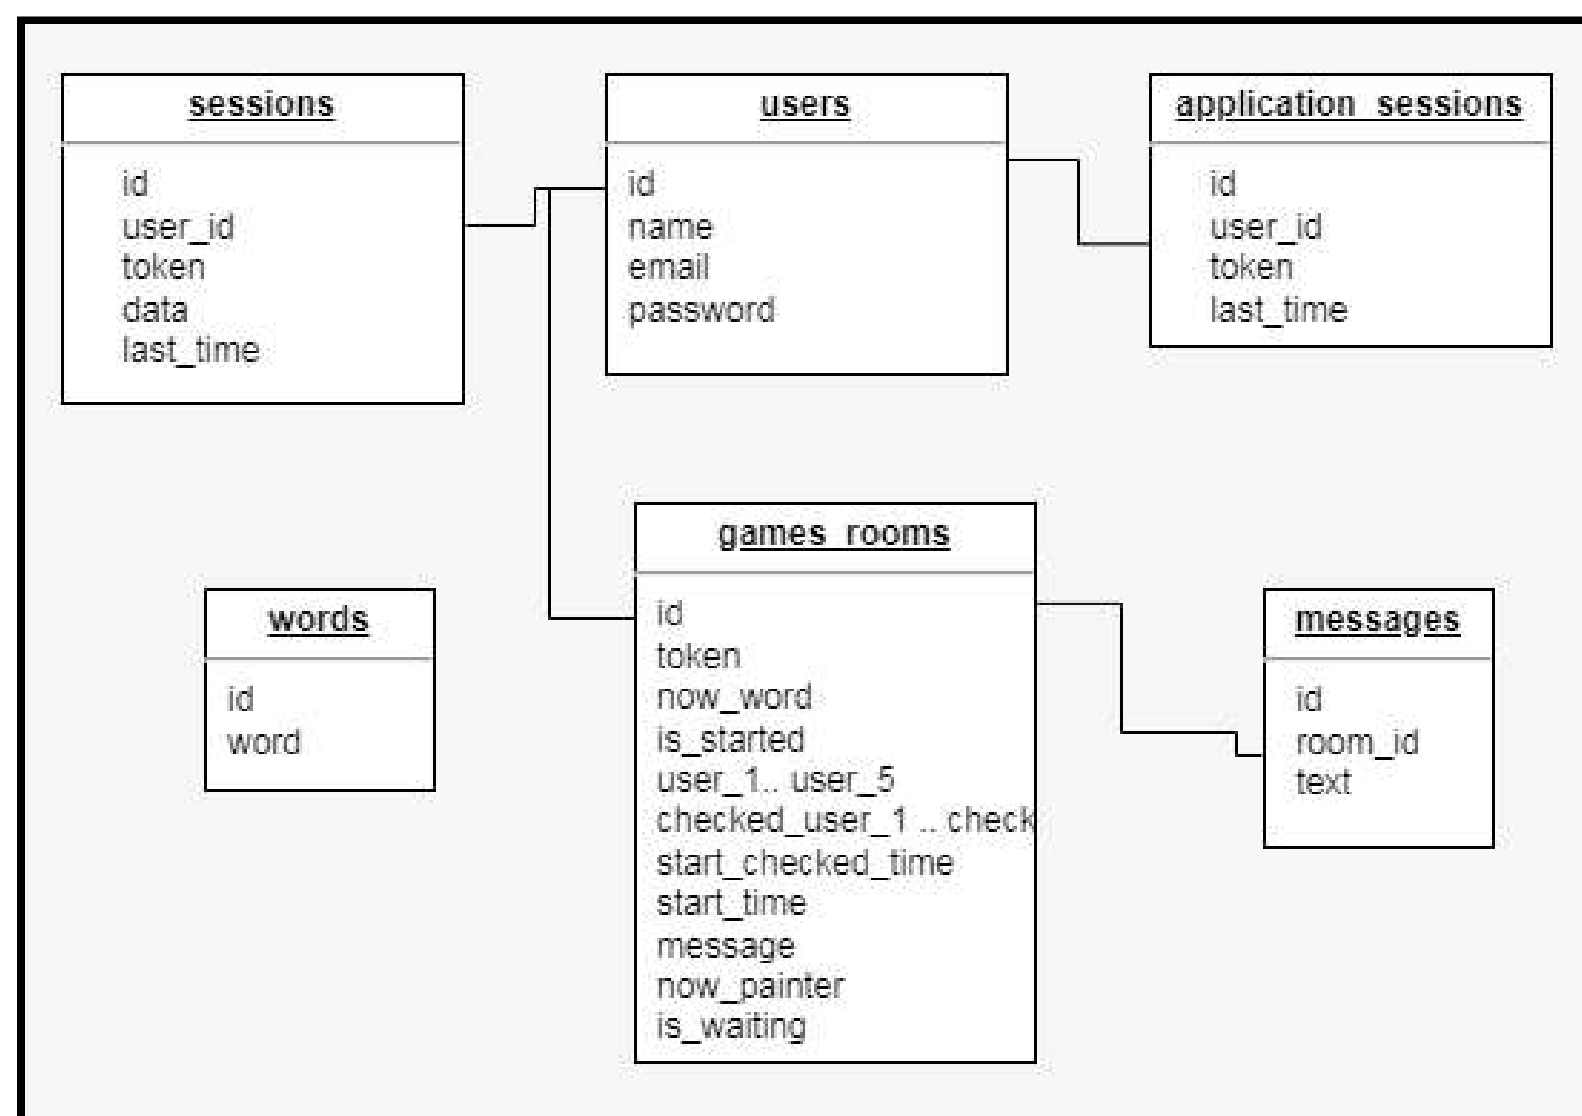 sessions
id
user_id
token
data
last_time
users
id
name
email
password
application_sessions
id
user_id
token
last_time
words
id
word
games_rooms
id
token
now_word
is_started
user_1.. user_5
checked_user_1 .. check
start_checked_time
start_time
message
now_painter
is_waiting
messages
id
room_id
text